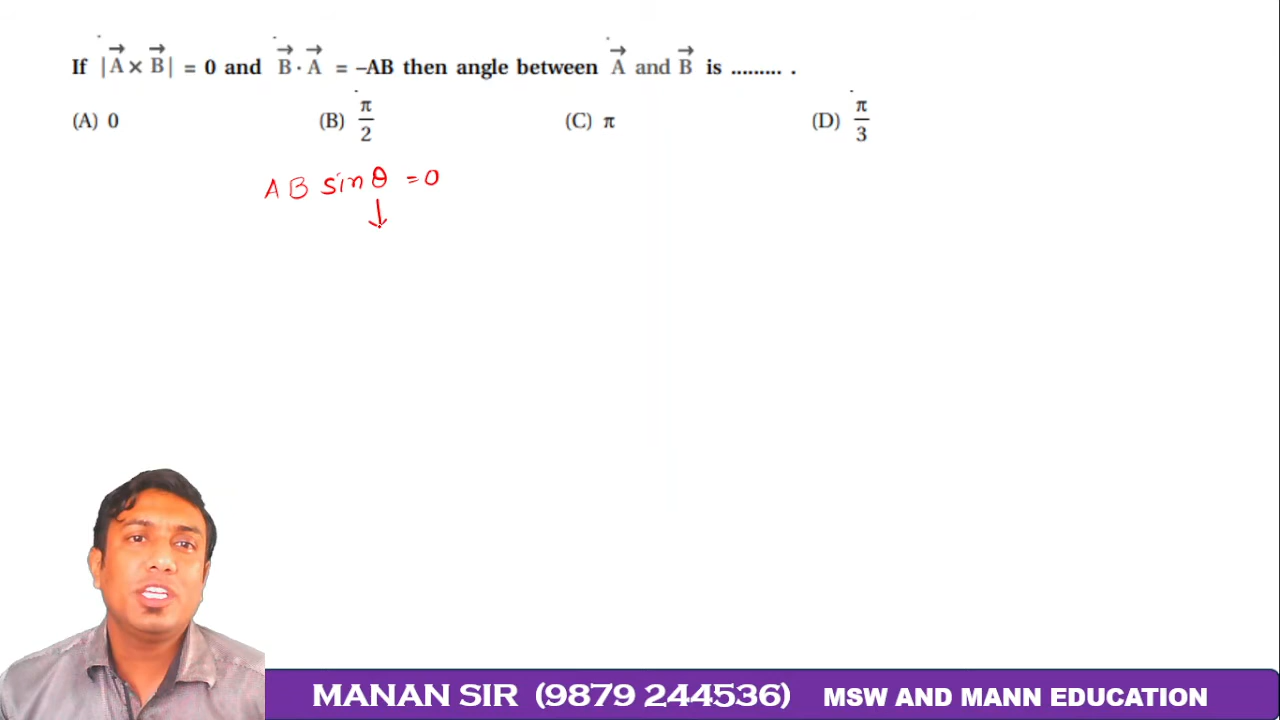 If |A⃗ × B⃗| = 0 and B⃗ · A⃗ = –AB then angle between A⃗ and B⃗ is ......... .
(A) 0 (B) π/2 (C) π (D) π/3
A B sin θ = 0
MANAN SIR (9879 244536) MSW AND MANN EDUCATION